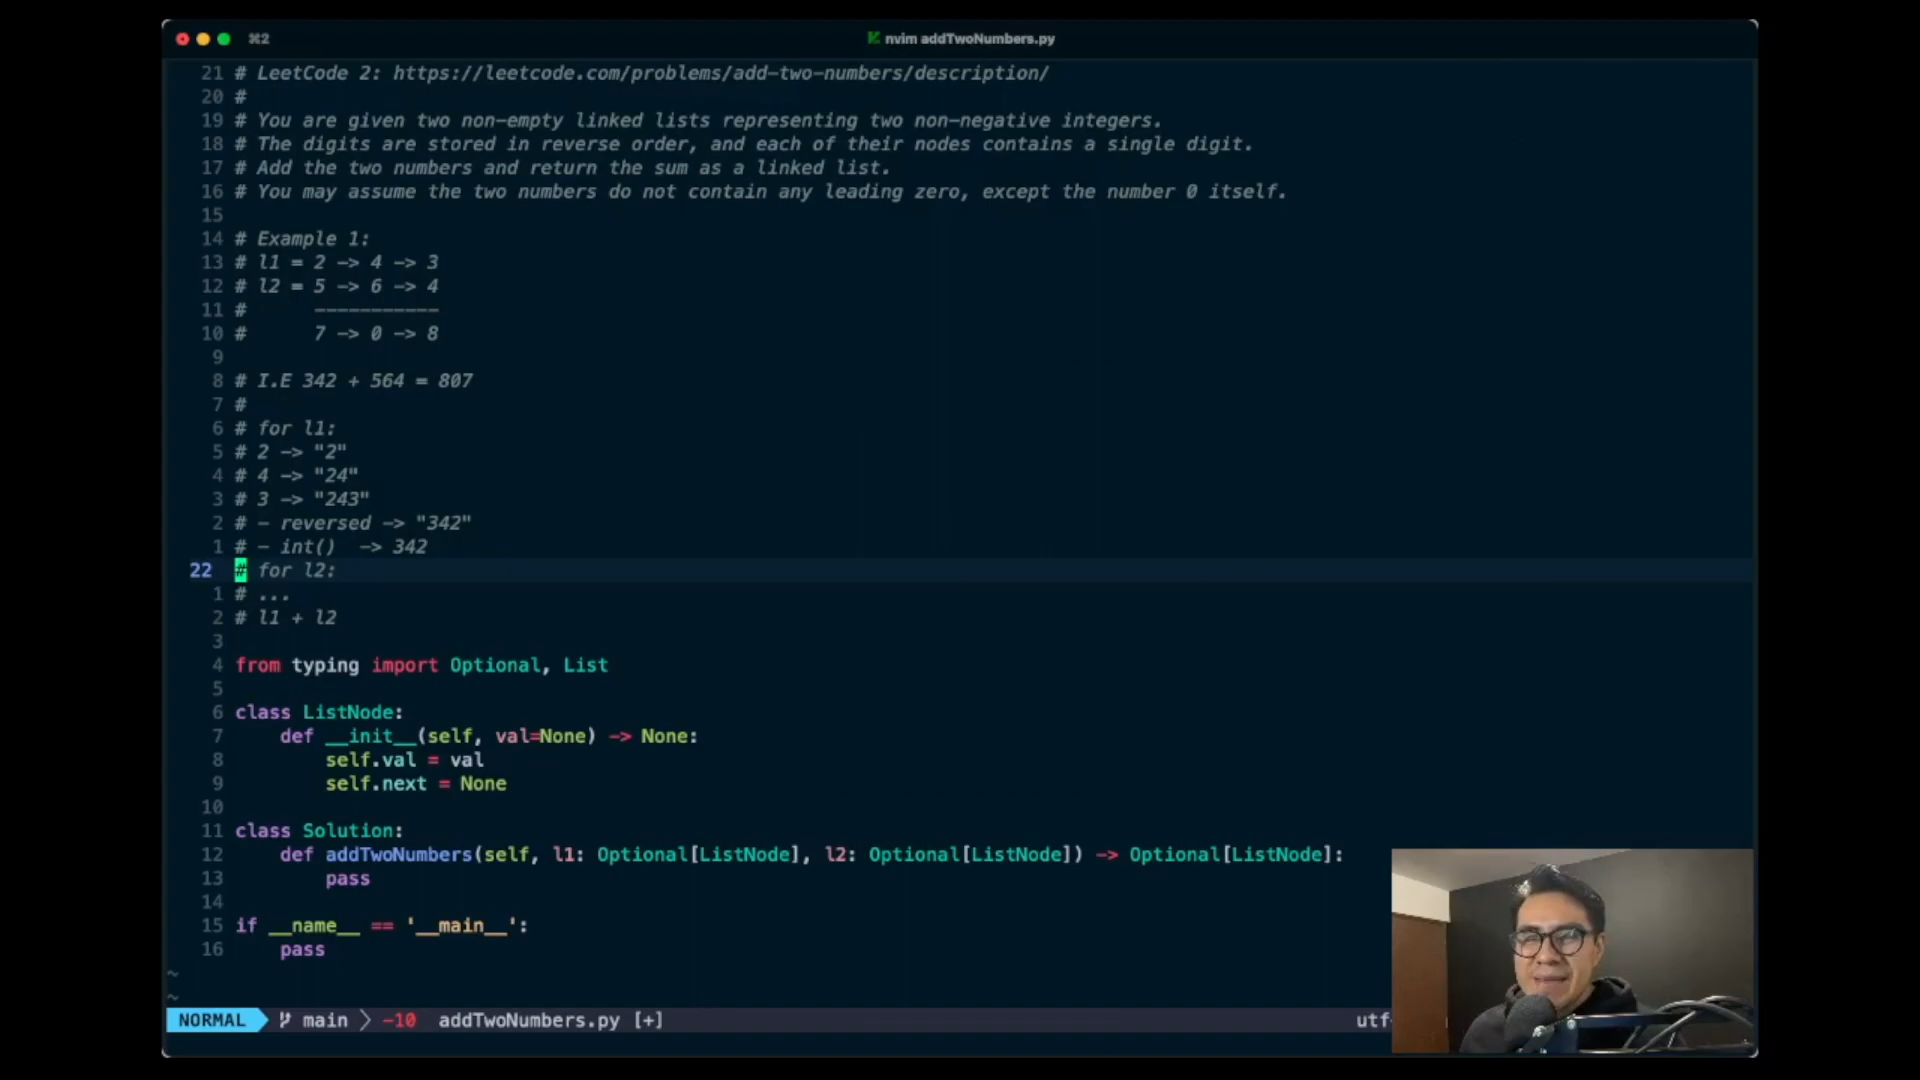 ⌘2
nvim addTwoNumbers.py
21 # LeetCode 2: https://leetcode.com/problems/add-two-numbers/description/
20 #
19 # You are given two non-empty linked lists representing two non-negative integers.
18 # The digits are stored in reverse order, and each of their nodes contains a single digit.
17 # Add the two numbers and return the sum as a linked list.
16 # You may assume the two numbers do not contain any leading zero, except the number 0 itself.
15
14 # Example 1:
13 # l1 = 2 -> 4 -> 3
12 # l2 = 5 -> 6 -> 4
11 #      -----------
10 #      7 -> 0 -> 8
9
8 # I.E 342 + 564 = 807
7 #
6 # for l1:
5 # 2 -> "2"
4 # 4 -> "24"
3 # 3 -> "243"
2 # - reversed -> "342"
1 # - int()  -> 342
22 # for l2:
1 # ...
2 # l1 + l2
3
4 from typing import Optional, List
5
6 class ListNode:
7     def __init__(self, val=None) -> None:
8         self.val = val
9         self.next = None
10
11 class Solution:
12     def addTwoNumbers(self, l1: Optional[ListNode], l2: Optional[ListNode]) -> Optional[ListNode]:
13         pass
14
15 if __name__ == '__main__':
16     pass
~
~
NORMAL main -10 addTwoNumbers.py [+] utf-